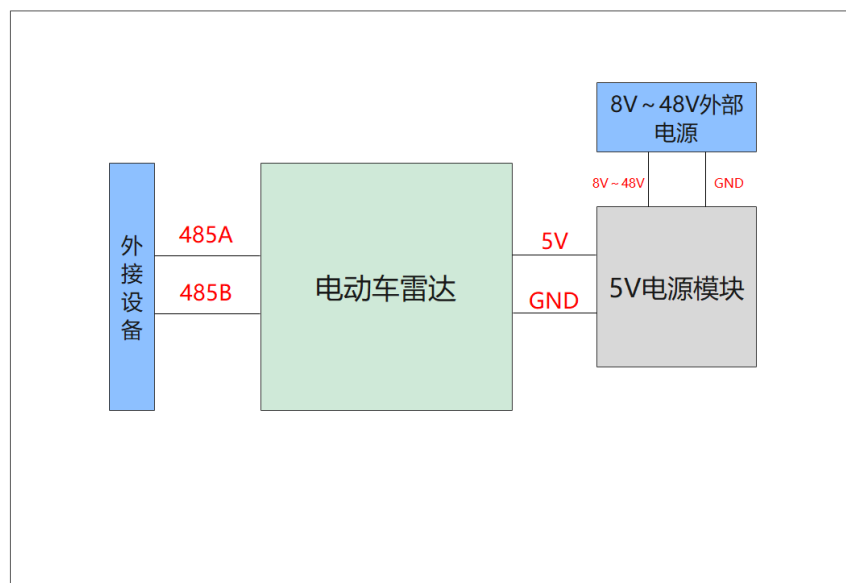 8V～48V外部
电源
8V～48V
GND
外接设备
485A
485B
电动车雷达
5V
GND
5V电源模块